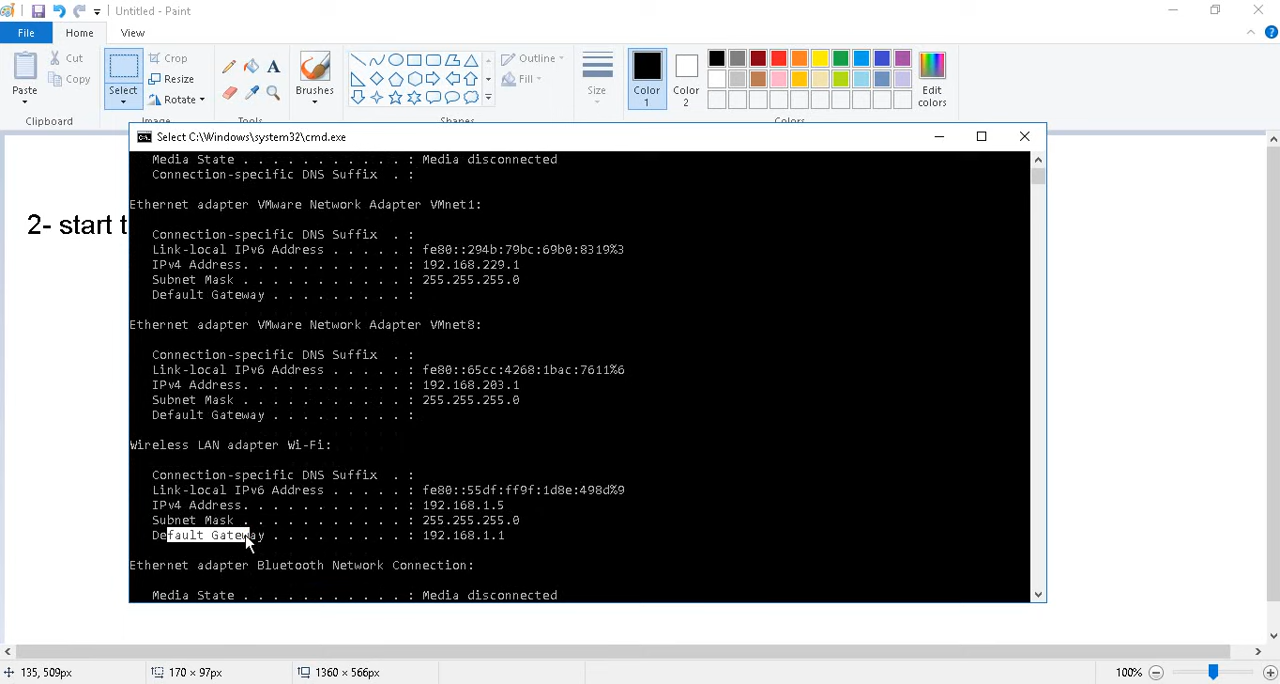 Untitled - Paint
File
Home
View
Paste
Cut
Copy
Clipboard
Select
Crop
Resize
Rotate
Image
Tools
Brushes
Shapes
Outline
Fill
Size
Color 1
Color 2
Edit colors
Colors
2- start t
Select C:\Windows\system32\cmd.exe
Media State . . . . . . . . . . . : Media disconnected
Connection-specific DNS Suffix  . :
Ethernet adapter VMware Network Adapter VMnet1:
Connection-specific DNS Suffix  . :
Link-local IPv6 Address . . . . . : fe80::294b:79bc:69b0:8319%3
IPv4 Address. . . . . . . . . . . : 192.168.229.1
Subnet Mask . . . . . . . . . . . : 255.255.255.0
Default Gateway . . . . . . . . . :
Ethernet adapter VMware Network Adapter VMnet8:
Connection-specific DNS Suffix  . :
Link-local IPv6 Address . . . . . : fe80::65cc:4268:1bac:7611%6
IPv4 Address. . . . . . . . . . . : 192.168.203.1
Subnet Mask . . . . . . . . . . . : 255.255.255.0
Default Gateway . . . . . . . . . :
Wireless LAN adapter Wi-Fi:
Connection-specific DNS Suffix  . :
Link-local IPv6 Address . . . . . : fe80::55df:ff9f:1d8e:498d%9
IPv4 Address. . . . . . . . . . . : 192.168.1.5
Subnet Mask . . . . . . . . . . . : 255.255.255.0
Default Gateway . . . . . . . . . : 192.168.1.1
Ethernet adapter Bluetooth Network Connection:
Media State . . . . . . . . . . . : Media disconnected
135, 509px
170 × 97px
1360 × 566px
100%